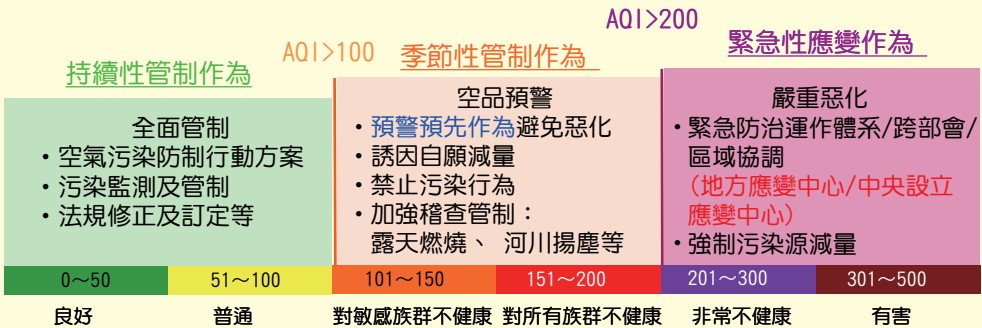 AQI>200
AQI>100
持續性管制作為
季節性管制作為
緊急性應變作為
全面管制
・空氣污染防制行動方案
・污染監測及管制
・法規修正及訂定等
空品預警
・預警預先作為避免惡化
・誘因自願減量
・禁止污染行為
・加強稽查管制：
露天燃燒、 河川揚塵等
嚴重惡化
・緊急防治運作體系/跨部會/
區域協調
(地方應變中心/中央設立
應變中心)
・強制污染源減量
0～50
51～100
101～150
151～200
201～300
301～500
良好
普通
對敏感族群不健康
對所有族群不健康
非常不健康
有害